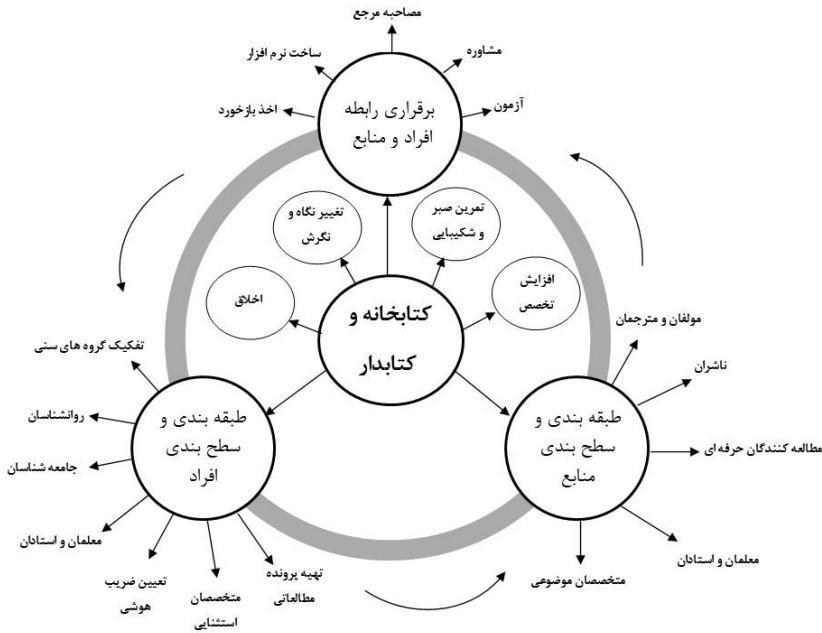 مصاحبه مرجع
مشاوره
ساخت نرم افزار
آزمون
اخذ بازخورد
برقراری رابطه
افراد و منابع
تمرین صبر
و شکیبایی
تغییر نگاه و
نگرش
افزایش
تخصص
اخلاق
کتابخانه و
کتابدار
مولفان و مترجمان
ناشران
مطالعه کنندگان حرفه ای
معلمان و استادان
متخصصان موضوعی
طبقه بندی و
سطح بندی
منابع
طبقه بندی و
سطح بندی
افراد
تفکیک گروه های سنی
روانشناسان
جامعه شناسان
معلمان و استادان
تعیین ضریب
هوشی
متخصصان
استثنایی
تهیه پرونده
مطالعاتی